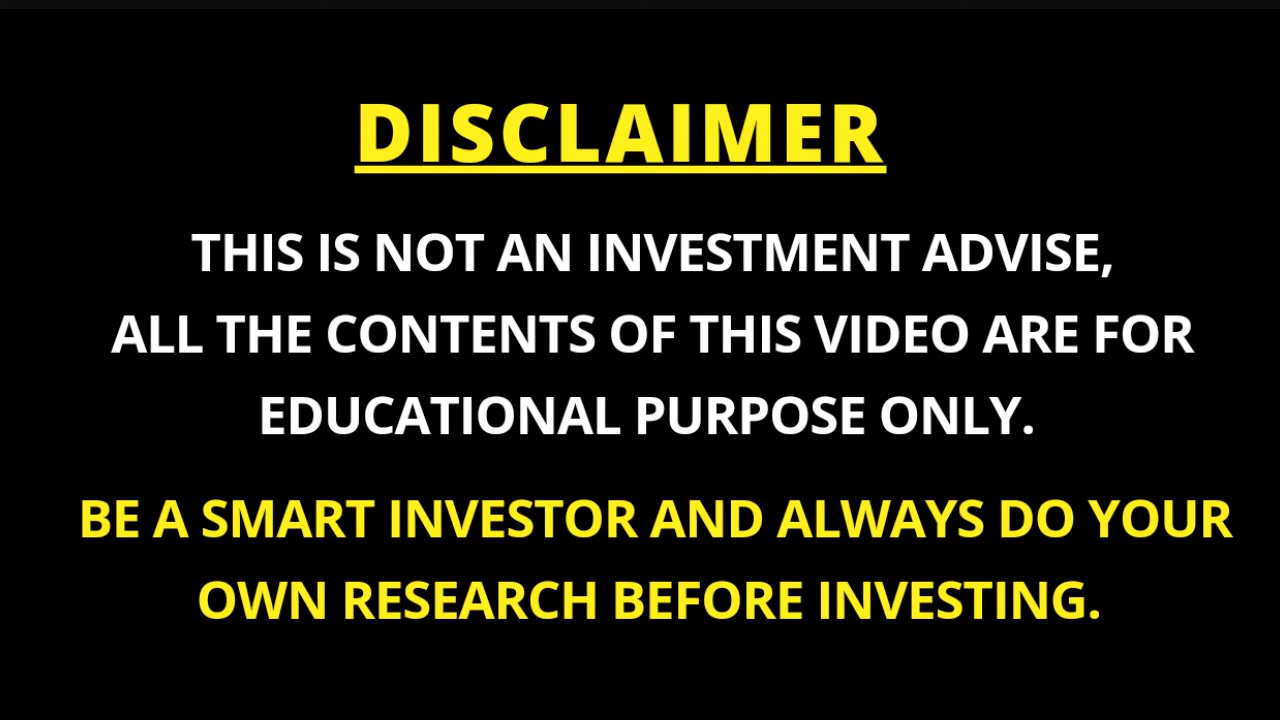 DISCLAIMER
THIS IS NOT AN INVESTMENT ADVISE,
ALL THE CONTENTS OF THIS VIDEO ARE FOR
EDUCATIONAL PURPOSE ONLY.
BE A SMART INVESTOR AND ALWAYS DO YOUR
OWN RESEARCH BEFORE INVESTING.